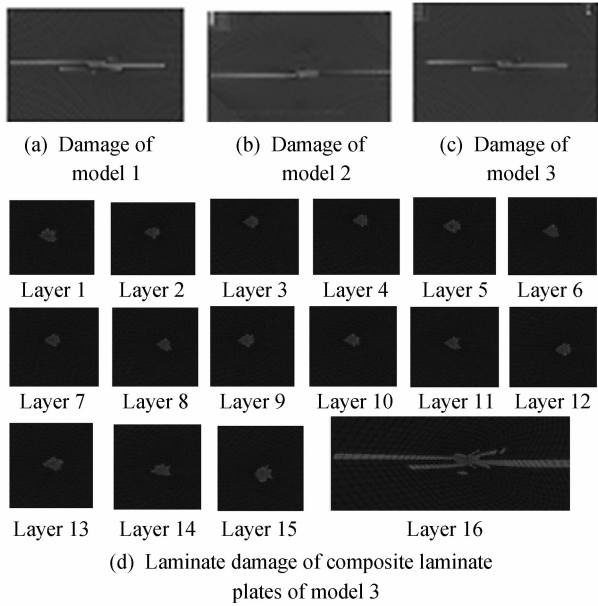 (a) Damage of
model 1
(b) Damage of
model 2
(c) Damage of
model 3
Layer 1
Layer 2
Layer 3
Layer 4
Layer 5
Layer 6
Layer 7
Layer 8
Layer 9
Layer 10
Layer 11
Layer 12
Layer 13
Layer 14
Layer 15
Layer 16
(d) Laminate damage of composite laminate
plates of model 3